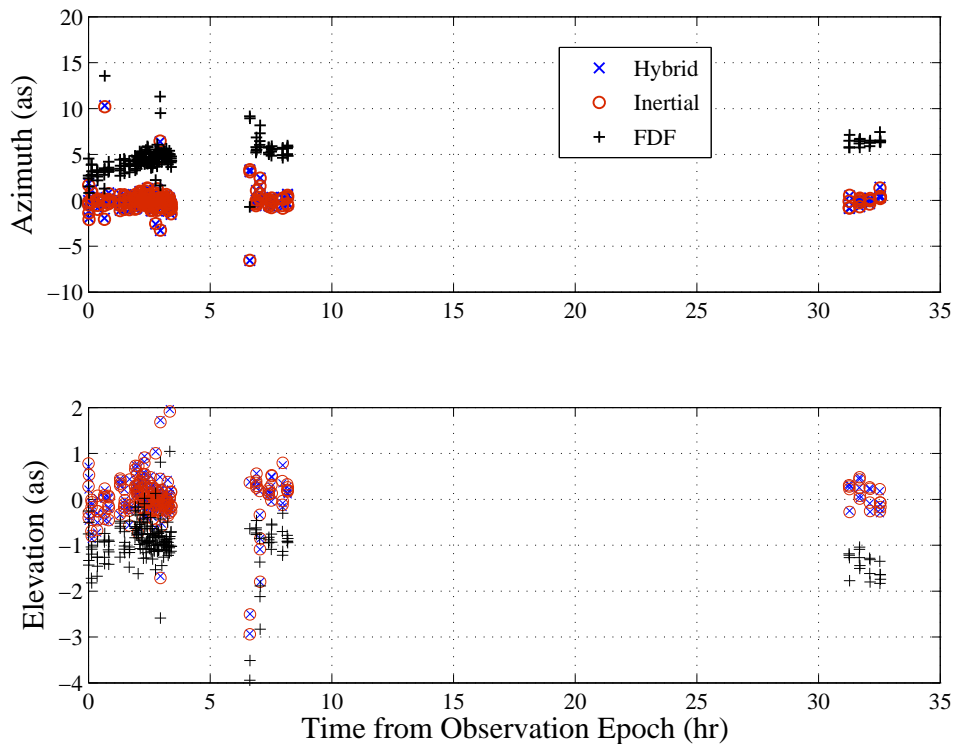 20
15
10
5
0
−5
−10
Azimuth (as)
Hybrid
Inertial
FDF
0 5 10 15 20 25 30 35
2
1
0
−1
−2
−3
−4
Elevation (as)
0 5 10 15 20 25 30 35
Time from Observation Epoch (hr)